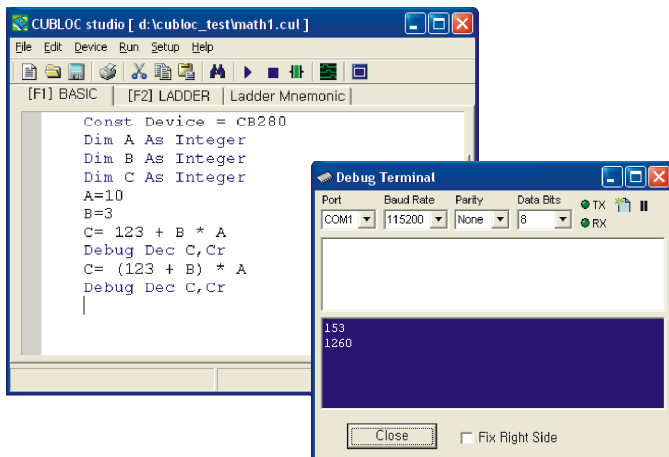 CUBLOC studio [ d:\cubloc_test\math1.cul ]
File Edit Device Run Setup Help
[F1] BASIC [F2] LADDER Ladder Mnemonic
Const Device = CB280
Dim A As Integer
Dim B As Integer
Dim C As Integer
A=10
B=3
C= 123 + B * A
Debug Dec C,Cr
C= (123 + B) * A
Debug Dec C,Cr
Debug Terminal
Port Baud Rate Parity Data Bits
TX
COM1 115200 None 8
RX
153
1260
Close Fix Right Side